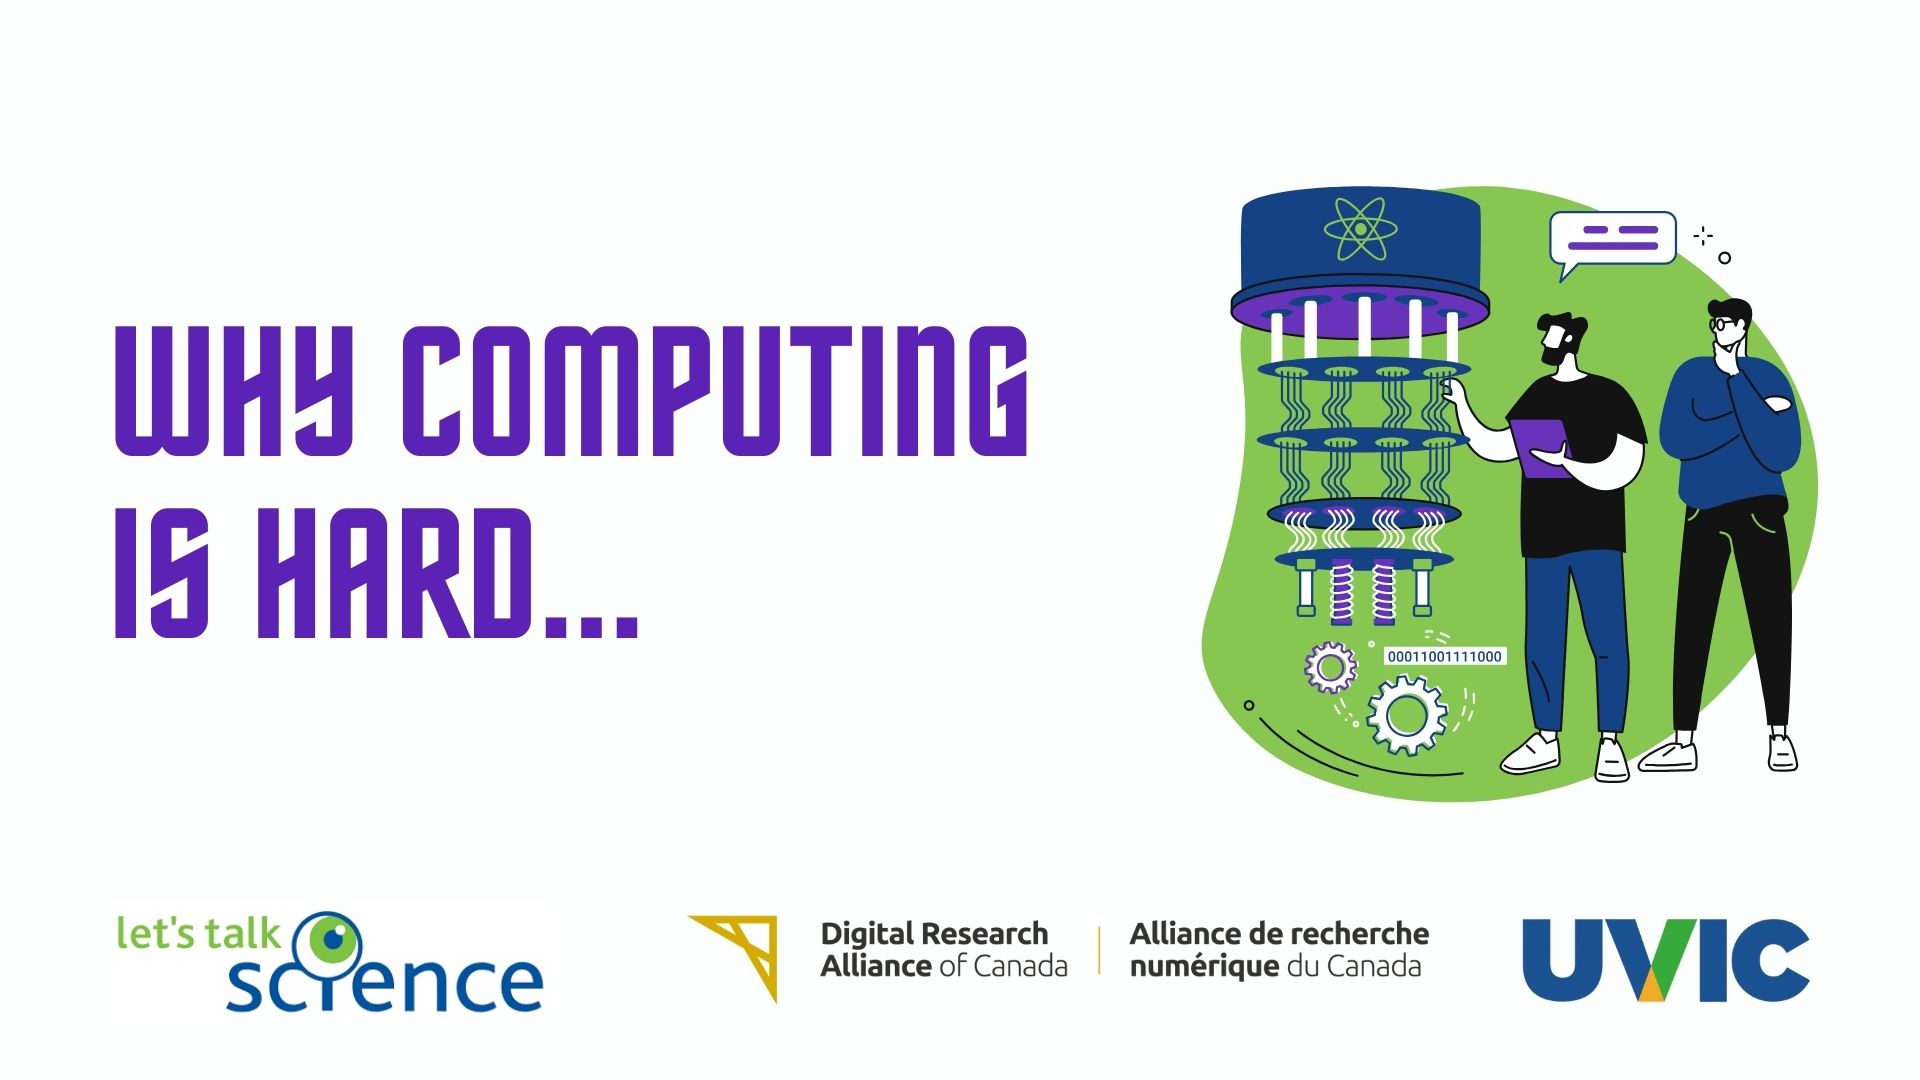 WHY COMPUTING
IS HARD...
00011001111000
let's talk
science
Digital Research
Alliance of Canada
Alliance de recherche
numérique du Canada
UVIC